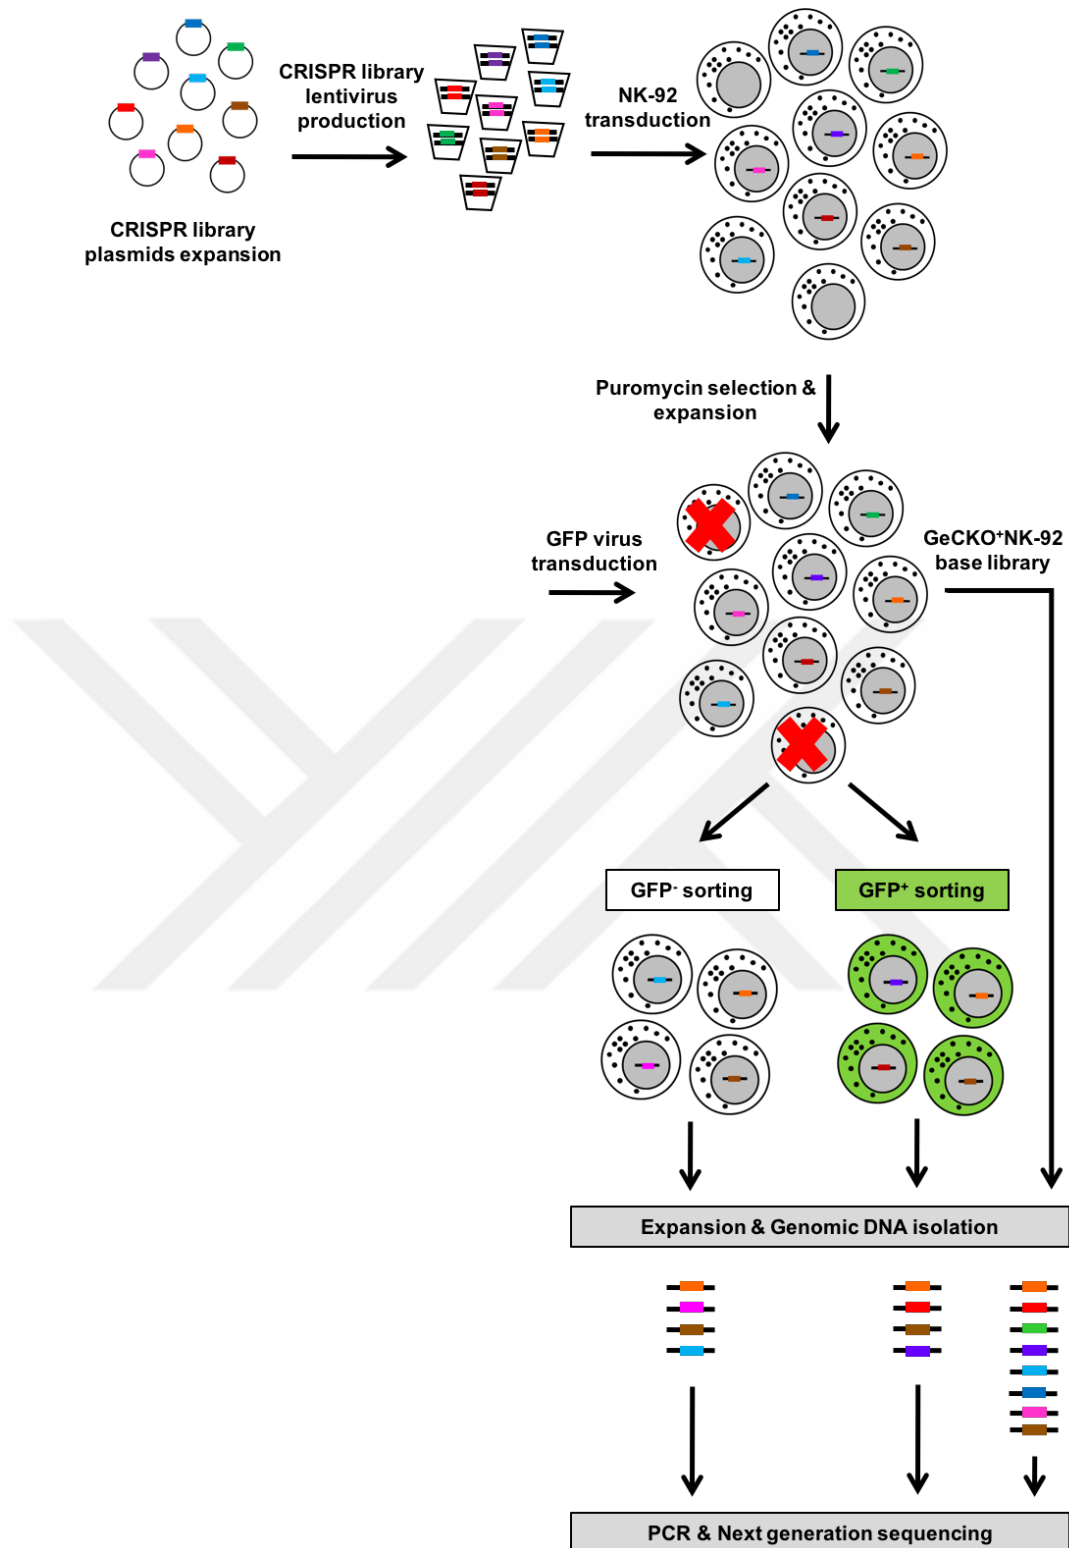 CRISPR library
lentivirus
production
NK-92
transduction
CRISPR library
plasmids expansion
Puromycin selection &
expansion
GFP virus
transduction
GeCKO⁺NK-92
base library
GFP⁻ sorting
GFP⁺ sorting
Expansion & Genomic DNA isolation
PCR & Next generation sequencing